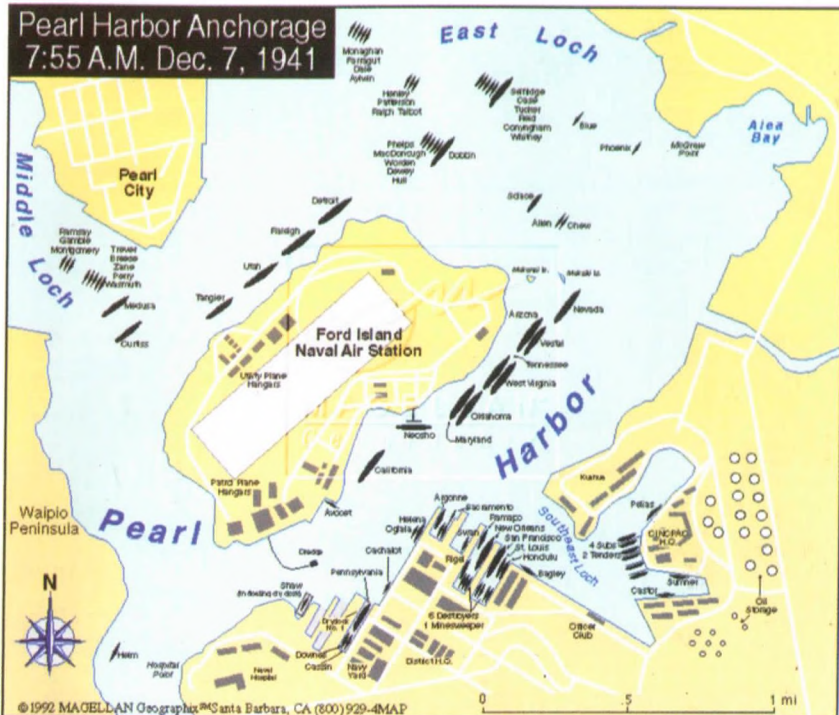 Pearl Harbor Anchorage
7:55 A.M. Dec. 7, 1941
East Loch
Monaghan
Farragut
Dale
Aylwin
Henley
Patterson
Ralph Talbot
Selfridge
Case
Tucker
Reid
Conyngham
Whitney
Blue
Phoenix
McGrew
Point
Aiea
Bay
Phelps
MacDonough
Worden
Dewey
Hull
Dobbin
Solace
Allen
Chew
Middle
Loch
Pearl
City
Ramsay
Gamble
Montgomery
Trever
Breese
Zane
Perry
Wasmuth
Medusa
Curtiss
Detroit
Raleigh
Utah
Tangier
Ford Island
Naval Air Station
Utility Plane
Hangars
Patrol Plane
Hangars
Nevada
Arizona
Vestal
Tennessee
West Virginia
Oklahoma
Maryland
Neosho
California
Avocet
Pearl
Harbor
Waipio
Peninsula
N
Dredge
Shaw
Helm
Hospital
Point
Naval
Hospital
Drydock
No. 1
Downes
Cassin
Pennsylvania
Cachalot
Helena
Oglala
Argonne
Sacramento
Ramapo
New Orleans
San Francisco
St. Louis
Honolulu
Swan
Rigel
Bagley
6 Destroyers
1 Minesweeper
Navy
Yard
District H.Q.
Officer
Club
Southeast Loch
Kuahua
Pelias
4 Subs
2 Tenders
CINCPAC
H.Q.
Sumner
Castor
Oil
Storage
0 .5 1 mi
©1992 MAGELLAN Geographix℠Santa Barbara, CA (800) 929-4MAP